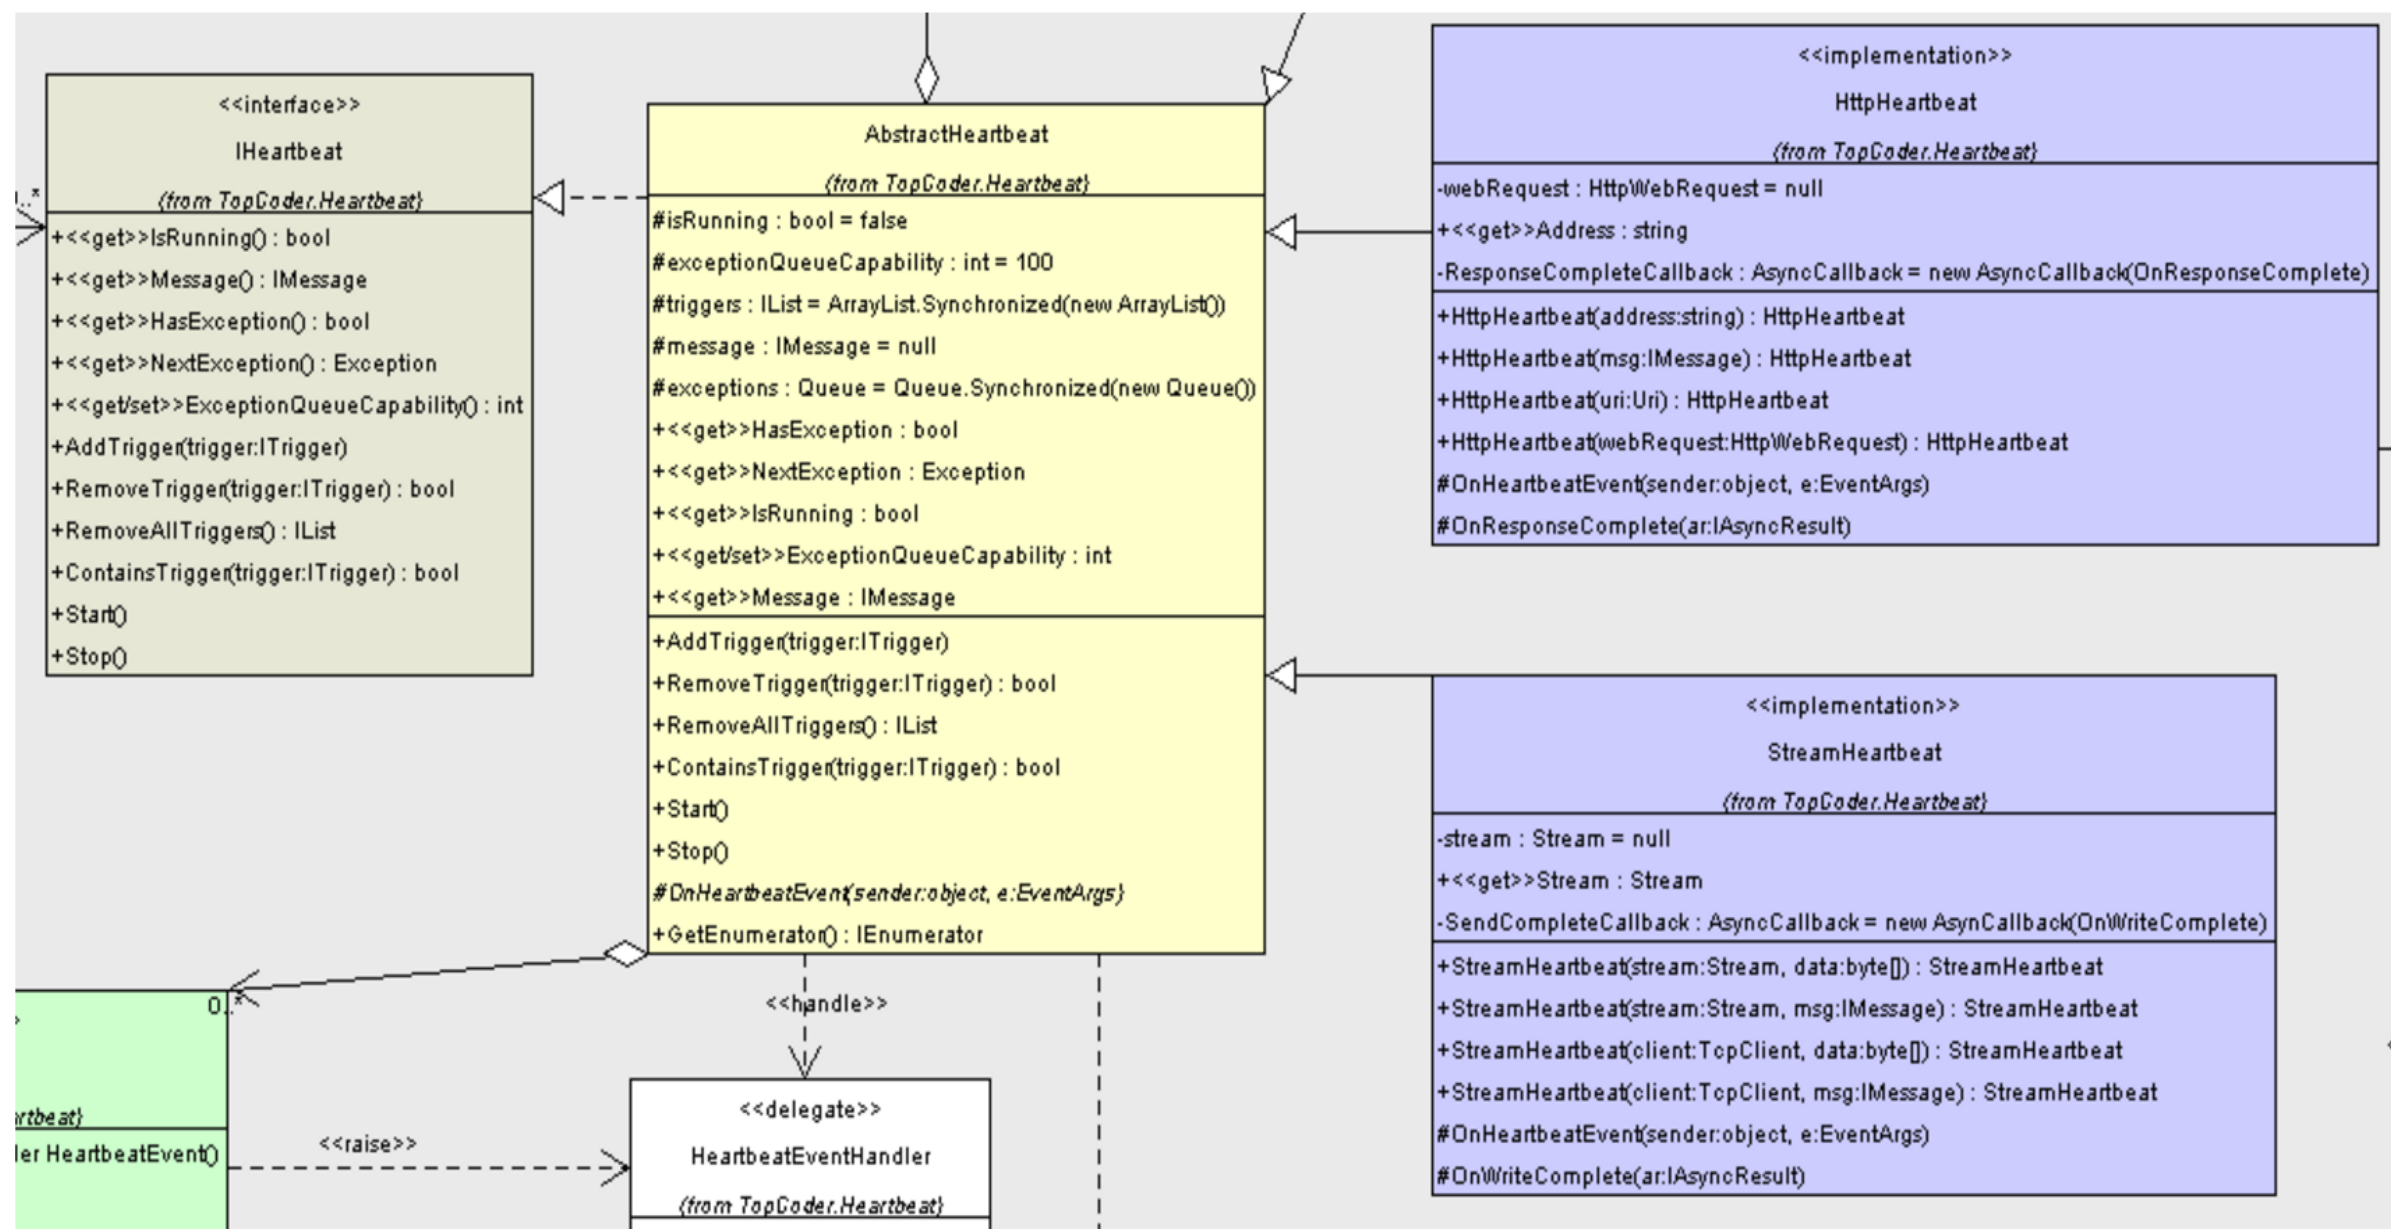 <<interface>>
IHeartbeat
(from TopCoder.Heartbeat)
..*
+<<get>>IsRunning() : bool
+<<get>>Message() : IMessage
+<<get>>HasException() : bool
+<<get>>NextException() : Exception
+<<get/set>>ExceptionQueueCapability() : int
+AddTrigger(trigger:ITrigger)
+RemoveTrigger(trigger:ITrigger) : bool
+RemoveAllTriggers() : IList
+ContainsTrigger(trigger:ITrigger) : bool
+Start()
+Stop()
AbstractHeartbeat
(from TopCoder.Heartbeat)
#isRunning : bool = false
#exceptionQueueCapability : int = 100
#triggers : IList = ArrayList.Synchronized(new ArrayList())
#message : IMessage = null
#exceptions : Queue = Queue.Synchronized(new Queue())
+<<get>>HasException : bool
+<<get>>NextException : Exception
+<<get>>IsRunning : bool
+<<get/set>>ExceptionQueueCapability : int
+<<get>>Message : IMessage
+AddTrigger(trigger:ITrigger)
+RemoveTrigger(trigger:ITrigger) : bool
+RemoveAllTriggers() : IList
+ContainsTrigger(trigger:ITrigger) : bool
+Start()
+Stop()
#OnHeartbeatEvent(sender:object, e:EventArgs)
+GetEnumerator() : IEnumerator
<<implementation>>
HttpHeartbeat
(from TopCoder.Heartbeat)
-webRequest : HttpWebRequest = null
+<<get>>Address : string
-ResponseCompleteCallback : AsyncCallback = new AsyncCallback(OnResponseComplete)
+HttpHeartbeat(address:string) : HttpHeartbeat
+HttpHeartbeat(msg:IMessage) : HttpHeartbeat
+HttpHeartbeat(uri:Uri) : HttpHeartbeat
+HttpHeartbeat(webRequest:HttpWebRequest) : HttpHeartbeat
#OnHeartbeatEvent(sender:object, e:EventArgs)
#OnResponseComplete(ar:IAsyncResult)
<<implementation>>
StreamHeartbeat
(from TopCoder.Heartbeat)
-stream : Stream = null
+<<get>>Stream : Stream
-SendCompleteCallback : AsyncCallback = new AsynCallback(OnWriteComplete)
+StreamHeartbeat(stream:Stream, data:byte[]) : StreamHeartbeat
+StreamHeartbeat(stream:Stream, msg:IMessage) : StreamHeartbeat
+StreamHeartbeat(client:TcpClient, data:byte[]) : StreamHeartbeat
+StreamHeartbeat(client:TcpClient, msg:IMessage) : StreamHeartbeat
#OnHeartbeatEvent(sender:object, e:EventArgs)
#OnWriteComplete(ar:IAsyncResult)
0..*
rtbeat)
ler HeartbeatEvent()
<<raise>>
<<handle>>
<<delegate>>
HeartbeatEventHandler
(from TopCoder.Heartbeat)